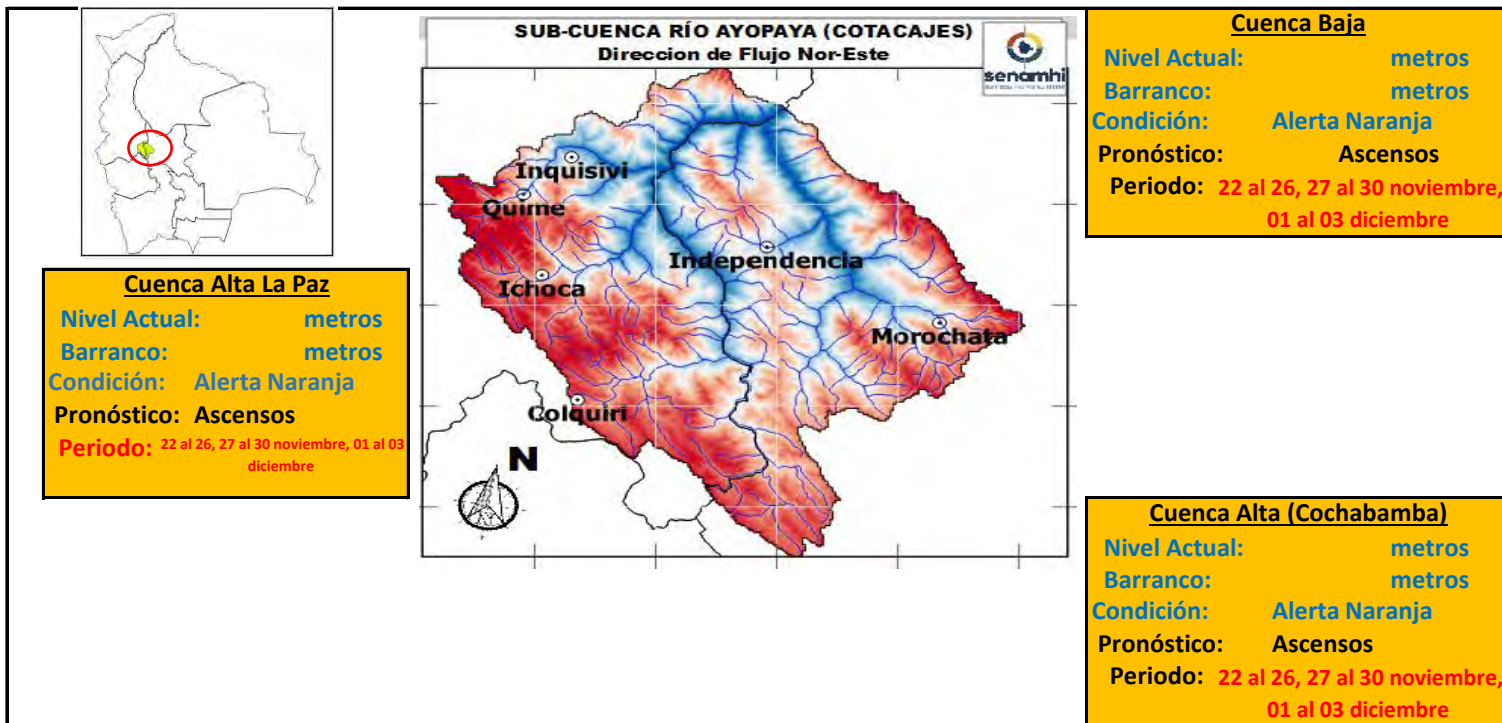 SUB-CUENCA RÍO AYOPAYA (COTACAJES)
Direccion de Flujo Nor-Este
senamhi
Inquisivi
Quime
Independencia
Ichoca
Morochata
Colquiri
N
Cuenca Alta La Paz
Nivel Actual: metros
Barranco: metros
Condición: Alerta Naranja
Pronóstico: Ascensos
Periodo: 22 al 26, 27 al 30 noviembre, 01 al 03
diciembre
Cuenca Baja
Nivel Actual: metros
Barranco: metros
Condición: Alerta Naranja
Pronóstico: Ascensos
Periodo: 22 al 26, 27 al 30 noviembre,
01 al 03 diciembre
Cuenca Alta (Cochabamba)
Nivel Actual: metros
Barranco: metros
Condición: Alerta Naranja
Pronóstico: Ascensos
Periodo: 22 al 26, 27 al 30 noviembre,
01 al 03 diciembre